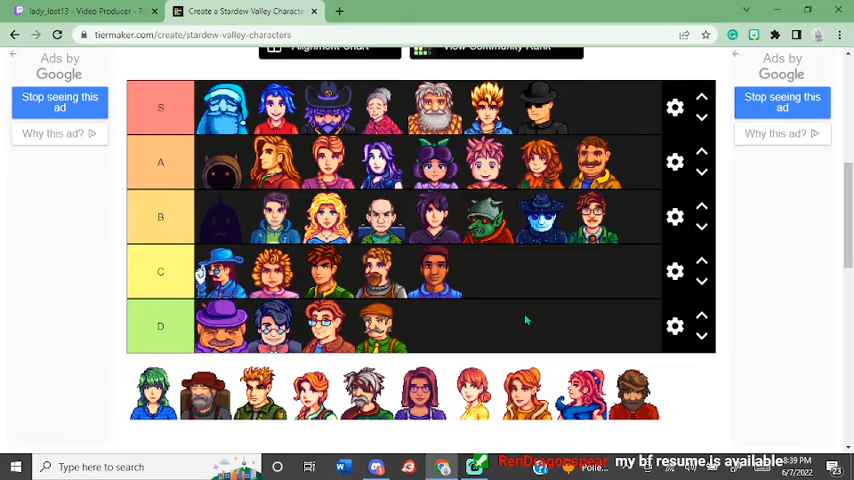 lady_lost13 - Video Producer - T
Create a Stardew Valley Characte
tiermaker.com/create/stardew-valley-characters
Alignment Chart
View Community Rank
Ads by
Google
Stop seeing this
ad
Why this ad?
Ads by
Google
Stop seeing this
ad
Why this ad?
S
A
B
C
D
Type here to search
RenDragonspear my bf resume is available
8:39 PM
6/7/2022
23